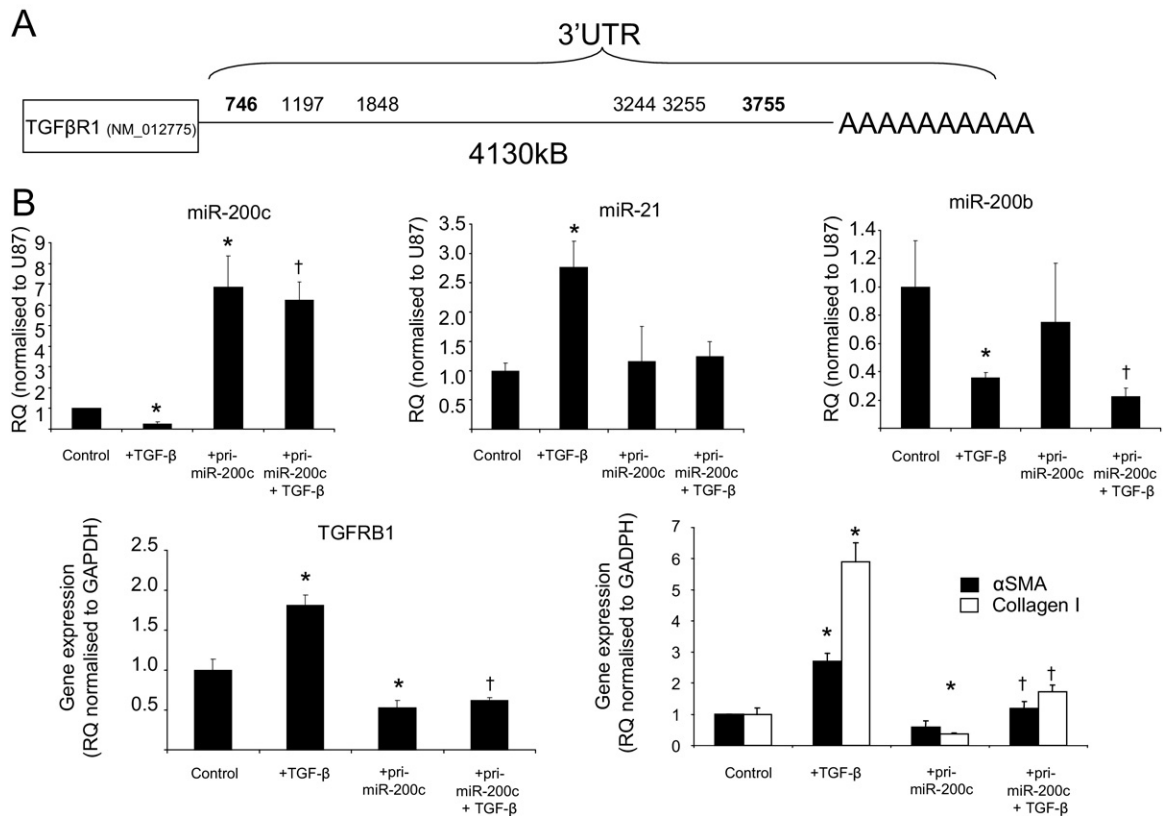 A
3'UTR
746 1197 1848 3244 3255 3755
TGFβR1 (NM_012775)
AAAAAAAAAA
4130kB
B
miR-200c
RQ (normalised to U87)
9
8
7
6
5
4
3
2
1
*
*
†
Control
+TGF-β
+pri-
miR-200c
+pri-
miR-200c
+ TGF-β
miR-21
RQ (normalised to U87)
3.5
3.0
2.5
2.0
1.5
1.0
0.5
*
Control
+TGF-β
+pri-
miR-200c
+pri-
miR-200c
+ TGF-β
miR-200b
RQ (normalised to U87)
1.4
1.2
1.0
0.8
0.6
0.4
0.2
*
†
Control
+TGF-β
+pri-
miR-200c
+pri-
miR-200c
+ TGF-β
TGFRB1
Gene expression
(RQ normalised to GAPDH)
2.5
2.0
1.5
1.0
0.5
*
*
†
Control
+TGF-β
+pri-
miR-200c
+pri-
miR-200c
+ TGF-β
Gene expression
(RQ normalised to GADPH)
7
6
5
4
3
2
1
0
*
*
*
† †
αSMA
Collagen I
Control
+TGF-β
+pri-
miR-200c
+pri-
miR-200c
+ TGF-β